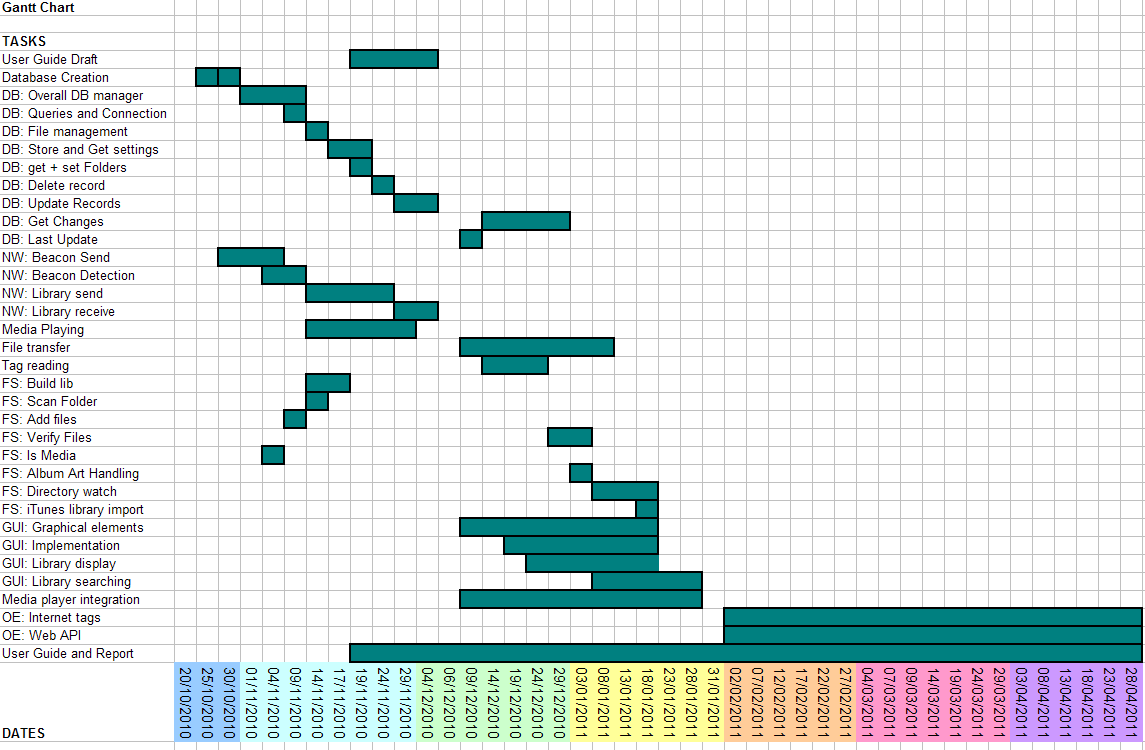 Gantt Chart
TASKS
User Guide Draft
Database Creation
DB: Overall DB manager
DB: Queries and Connection
DB: File management
DB: Store and Get settings
DB: get + set Folders
DB: Delete record
DB: Update Records
DB: Get Changes
DB: Last Update
NW: Beacon Send
NW: Beacon Detection
NW: Library send
NW: Library receive
Media Playing
File transfer
Tag reading
FS: Build lib
FS: Scan Folder
FS: Add files
FS: Verify Files
FS: Is Media
FS: Album Art Handling
FS: Directory watch
FS: iTunes library import
GUI: Graphical elements
GUI: Implementation
GUI: Library display
GUI: Library searching
Media player integration
OE: Internet tags
OE: Web API
User Guide and Report
DATES
20/10/2010
25/10/2010
30/10/2010
01/11/2010
04/11/2010
09/11/2010
14/11/2010
17/11/2010
19/11/2010
24/11/2010
29/11/2010
04/12/2010
06/12/2010
09/12/2010
14/12/2010
19/12/2010
24/12/2010
29/12/2010
03/01/2011
08/01/2011
13/01/2011
18/01/2011
23/01/2011
28/01/2011
31/01/2011
02/02/2011
07/02/2011
12/02/2011
17/02/2011
22/02/2011
27/02/2011
04/03/2011
07/03/2011
09/03/2011
14/03/2011
19/03/2011
24/03/2011
29/03/2011
03/04/2011
08/04/2011
13/04/2011
18/04/2011
23/04/2011
28/04/2011